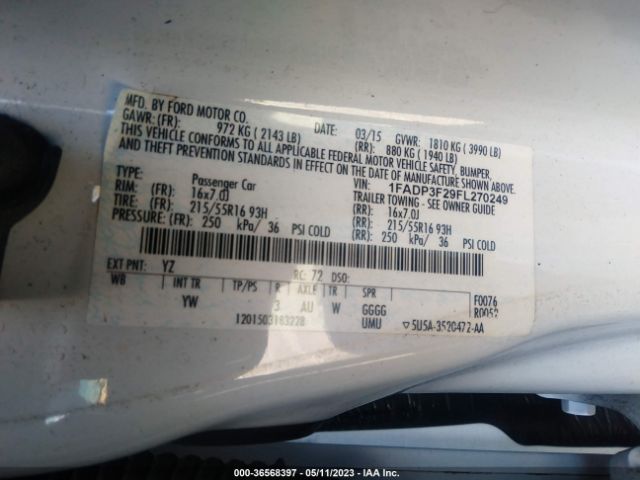 MFD. BY FORD MOTOR CO.
DATE: 03/15 GVWR: 1810 KG ( 3990 LB)
GAWR: (FR): 972 KG ( 2143 LB) (RR): 880 KG ( 1940 LB)
THIS VEHICLE CONFORMS TO ALL APPLICABLE FEDERAL MOTOR VEHICLE SAFETY, BUMPER,
AND THEFT PREVENTION STANDARDS IN EFFECT ON THE DATE OF MANUFACTURE SHOWN ABOVE.
VIN: 1FADP3F29FL270249
TYPE: Passenger Car TRAILER TOWING - SEE OWNER GUIDE
RIM: (FR): 16x7.0J (RR): 16x7.0J
TIRE: (FR): 215/55R16 93H (RR): 215/55R16 93H
PRESSURE: (FR): 250 kPa/ 36 PSI COLD (RR): 250 kPa/ 36 PSI COLD
EXT PNT: YZ RC: 72 DSO:
WB INT TR TP/PS R AXLE TR SPR F0076
YW 3 AU W GGGG R0052
1201503183228 UMU 5U5A-3520472-AA
000-36568397 - 05/11/2023 - IAA Inc.